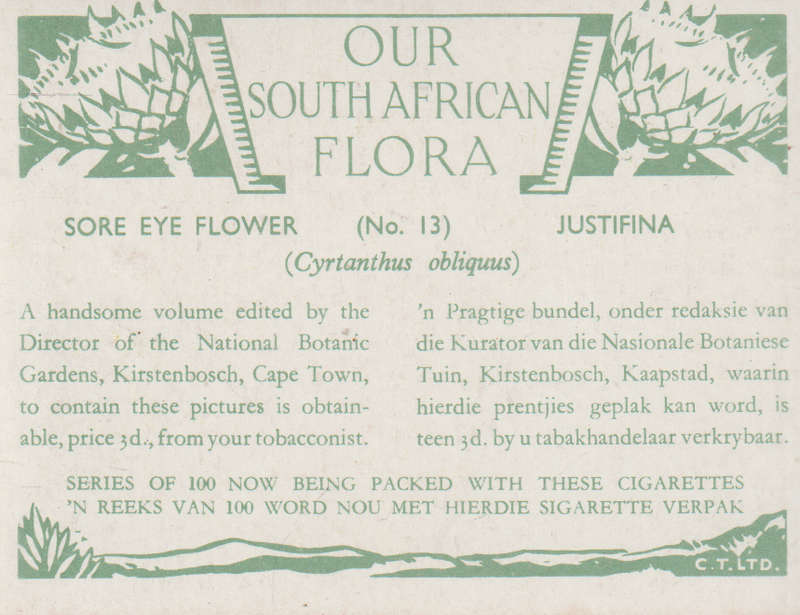 OUR
SOUTH AFRICAN
FLORA
SORE EYE FLOWER (No. 13) JUSTIFINA
(Cyrtanthus obliquus)
A handsome volume edited by the
Director of the National Botanic
Gardens, Kirstenbosch, Cape Town,
to contain these pictures is obtain-
able, price 3d., from your tobacconist.
'n Pragtige bundel, onder redaksie van
die Kurator van die Nasionale Botaniese
Tuin, Kirstenbosch, Kaapstad, waarin
hierdie prentjies geplak kan word, is
teen 3d. by u tabakhandelaar verkrybaar.
SERIES OF 100 NOW BEING PACKED WITH THESE CIGARETTES
'N REEKS VAN 100 WORD NOU MET HIERDIE SIGARETTE VERPAK
C.T. LTD.